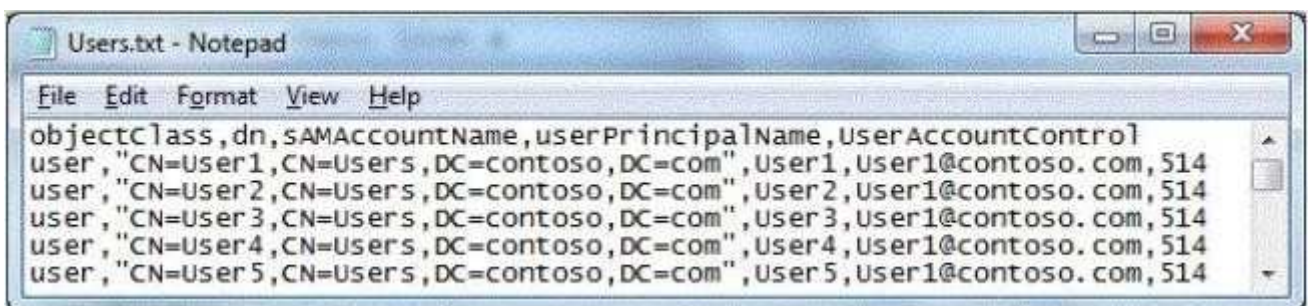 Users.txt - Notepad
File Edit Format View Help
objectClass,dn,sAMAccountName,userPrincipalName,UserAccountControl
user,"CN=User1,CN=Users,DC=contoso,DC=com",User1,User1@contoso.com,514
user,"CN=User2,CN=Users,DC=contoso,DC=com",User2,User1@contoso.com,514
user,"CN=User3,CN=Users,DC=contoso,DC=com",User3,User1@contoso.com,514
user,"CN=User4,CN=Users,DC=contoso,DC=com",User4,User1@contoso.com,514
user,"CN=User5,CN=Users,DC=contoso,DC=com",User5,User1@contoso.com,514